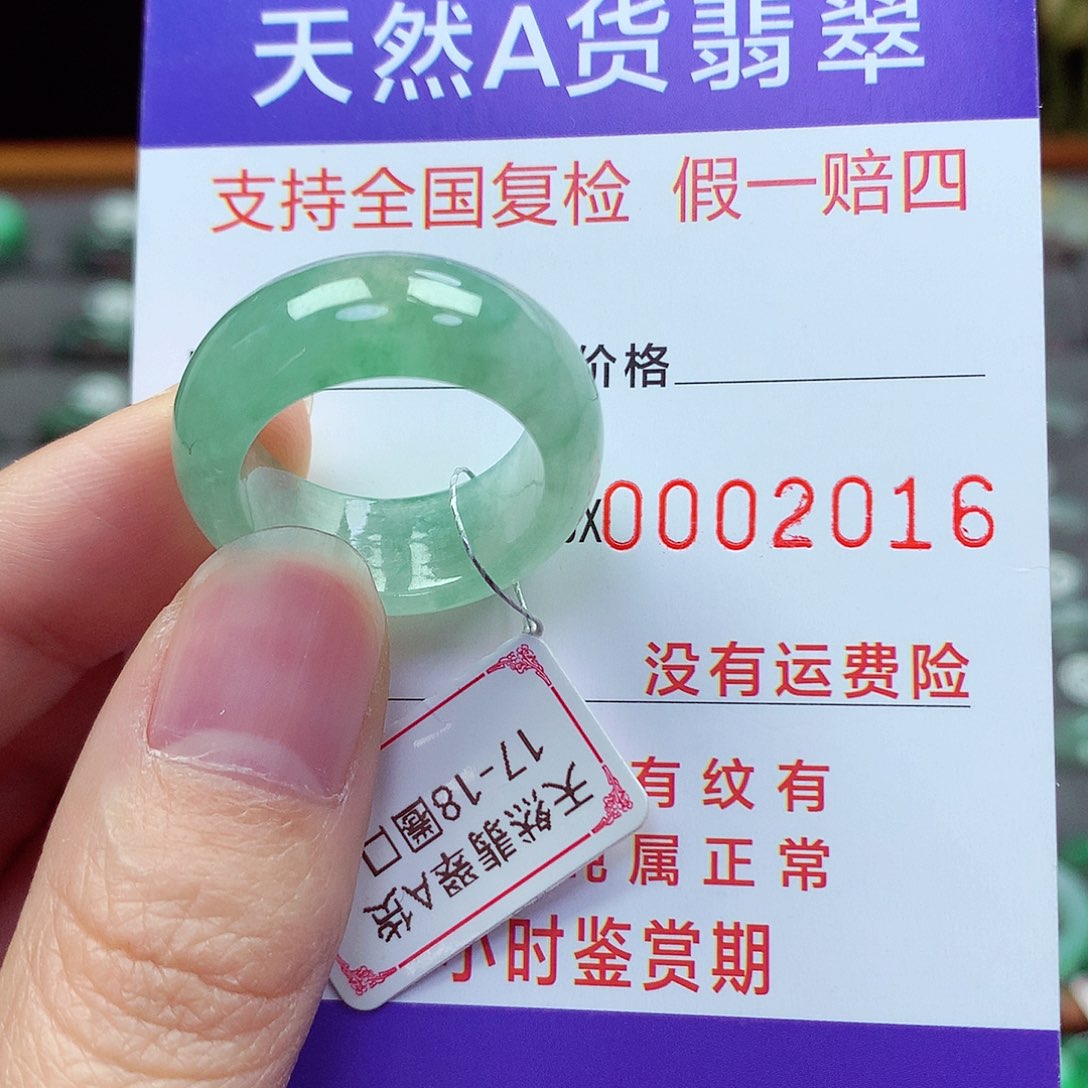 天然A货翡翠
支持全国复检 假一赔四
价格
X0002016
没有运费险
有纹有
属正常
小时鉴赏期
天然翡翠A货
17-18圈口